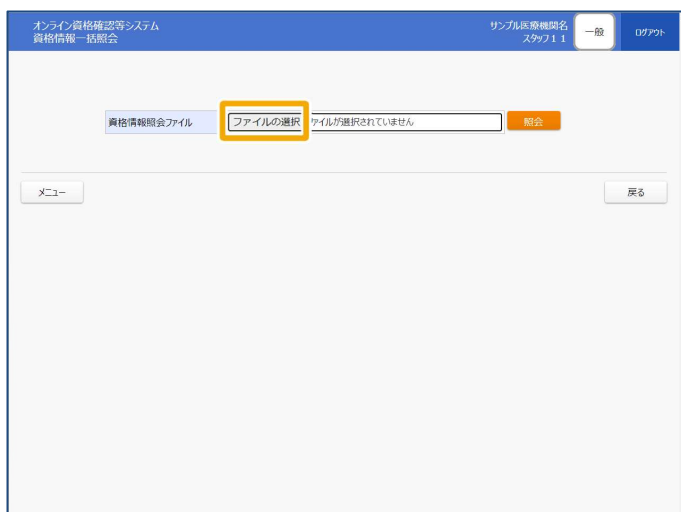 オンライン資格確認等システム
資格情報一括照会
サンプル医療機関名
スタッフ11
一般
ログアウト
資格情報照会ファイル
ファイルの選択
ァイルが選択されていません
照会
メニュー
戻る